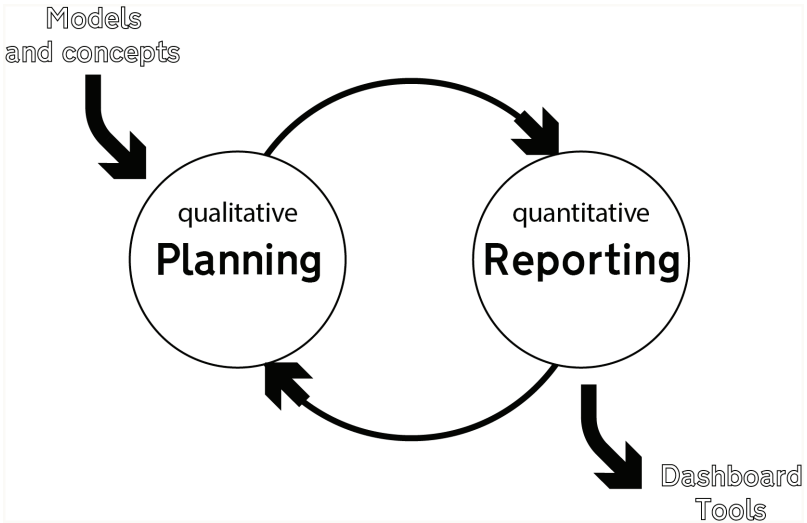 Models
and concepts
qualitative
Planning
quantitative
Reporting
Dashboard
Tools